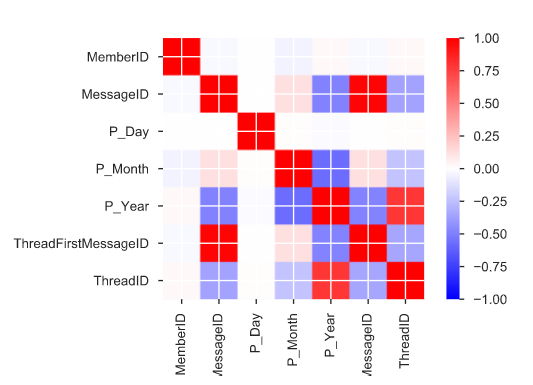 MemberID
MessageID
P_Day
P_Month
P_Year
ThreadFirstMessageID
ThreadID
MemberID
MessageID
P_Day
P_Month
P_Year
MessageID
ThreadID
1.00
0.75
0.50
0.25
0.00
−0.25
−0.50
−0.75
−1.00